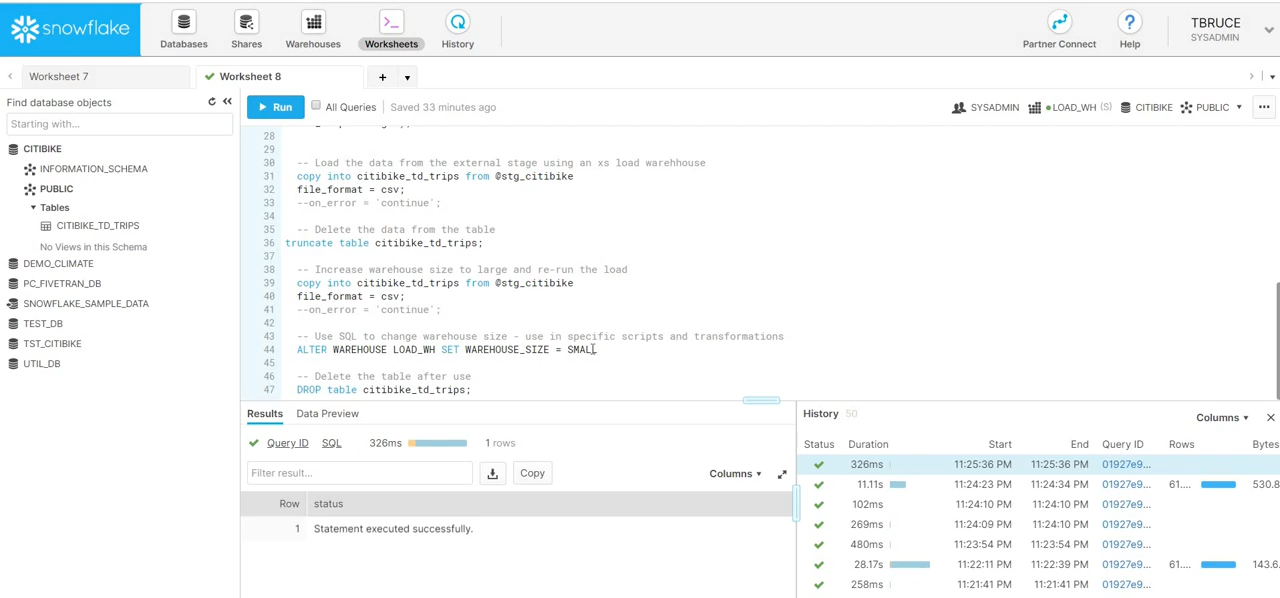 snowflake
Databases
Shares
Warehouses
Worksheets
History
Partner Connect
Help
TBRUCE
SYSADMIN
Worksheet 7
Worksheet 8
Find database objects
Starting with...
CITIBIKE
INFORMATION_SCHEMA
PUBLIC
Tables
CITIBIKE_TD_TRIPS
No Views in this Schema
DEMO_CLIMATE
PC_FIVETRAN_DB
SNOWFLAKE_SAMPLE_DATA
TEST_DB
TST_CITIBIKE
UTIL_DB
Run All Queries Saved 33 minutes ago
SYSADMIN LOAD_WH (S) CITIBIKE PUBLIC
28
29
30 -- Load the data from the external stage using an xs load warehhouse
31 copy into citibike_td_trips from @stg_citibike
32 file_format = csv;
33 --on_error = 'continue';
34
35 -- Delete the data from the table
36 truncate table citibike_td_trips;
37
38 -- Increase warehouse size to large and re-run the load
39 copy into citibike_td_trips from @stg_citibike
40 file_format = csv;
41 --on_error = 'continue';
42
43 -- Use SQL to change warehouse size - use in specific scripts and transformations
44 ALTER WAREHOUSE LOAD_WH SET WAREHOUSE_SIZE = SMAL
45
46 -- Delete the table after use
47 DROP table citibike_td_trips;
Results Data Preview
Query ID SQL 326ms 1 rows
Filter result...
Copy
Columns
Row status
1 Statement executed successfully.
History 50
Columns
Status Duration Start End Query ID Rows Bytes
326ms 11:25:36 PM 11:25:36 PM 01927e9...
11.11s 11:24:23 PM 11:24:34 PM 01927e9... 61.... 530.8
102ms 11:24:10 PM 11:24:10 PM 01927e9...
269ms 11:24:09 PM 11:24:10 PM 01927e9...
480ms 11:23:54 PM 11:23:54 PM 01927e9...
28.17s 11:22:11 PM 11:22:39 PM 01927e9... 61.... 143.6
258ms 11:21:41 PM 11:21:41 PM 01927e9...